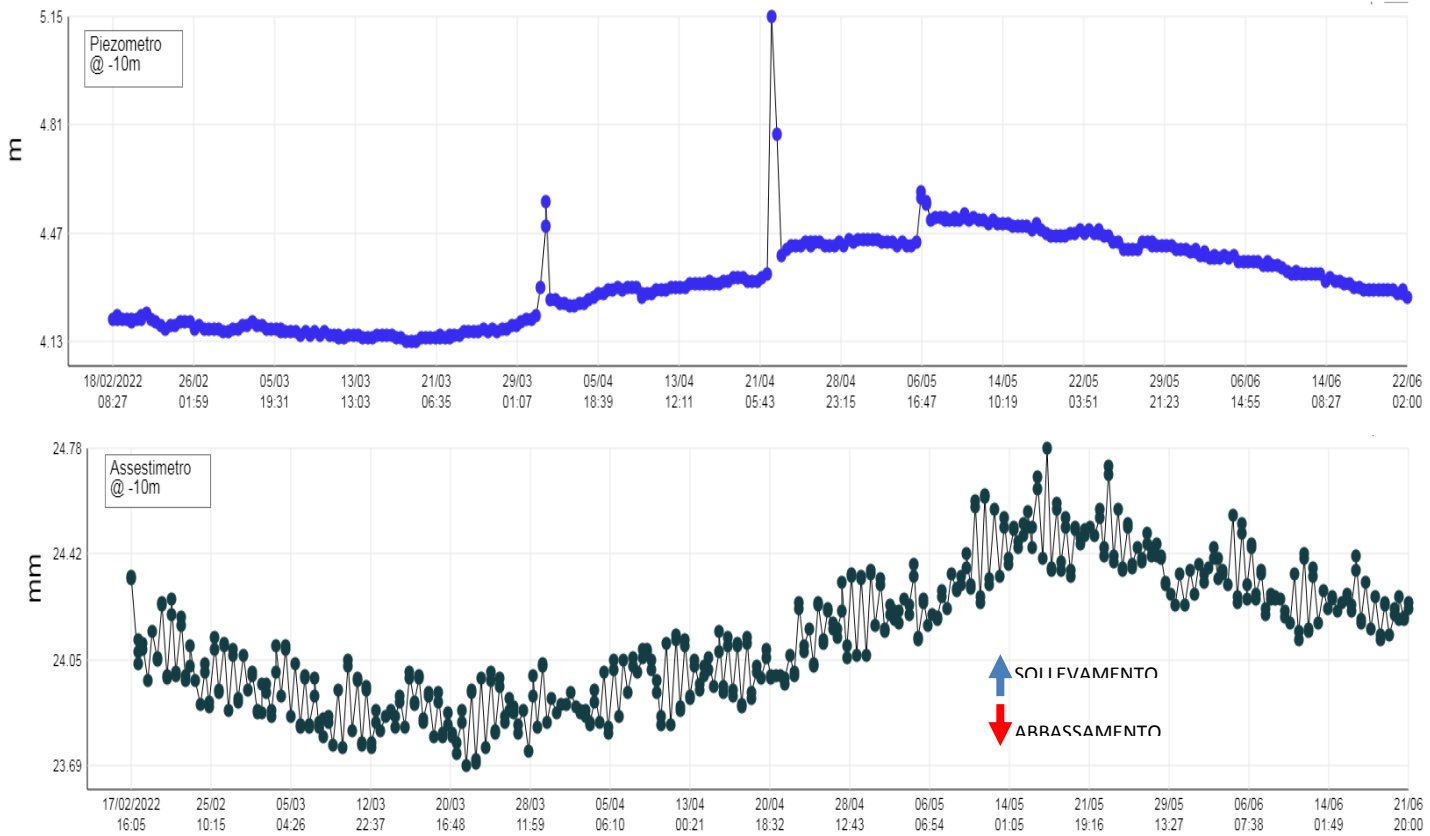 5.15
Piezometro
@ -10m
4.81
m
4.47
4.13
18/02/2022 26/02 05/03 13/03 21/03 29/03 05/04 13/04 21/04 28/04 06/05 14/05 22/05 29/05 06/06 14/06 22/06
08:27 01:59 19:31 13:03 06:35 01:07 18:39 12:11 05:43 23:15 16:47 10:19 03:51 21:23 14:55 08:27 02:00
24.78
Assestimetro
@ -10m
24.42
mm
24.05
SOLLEVAMENTO
ABBASSAMENTO
23.69
17/02/2022 25/02 05/03 12/03 20/03 28/03 05/04 13/04 20/04 28/04 06/05 14/05 21/05 29/05 06/06 14/06 21/06
16:05 10:15 04:26 22:37 16:48 11:59 06:10 00:21 18:32 12:43 06:54 01:05 19:16 13:27 07:38 01:49 20:00